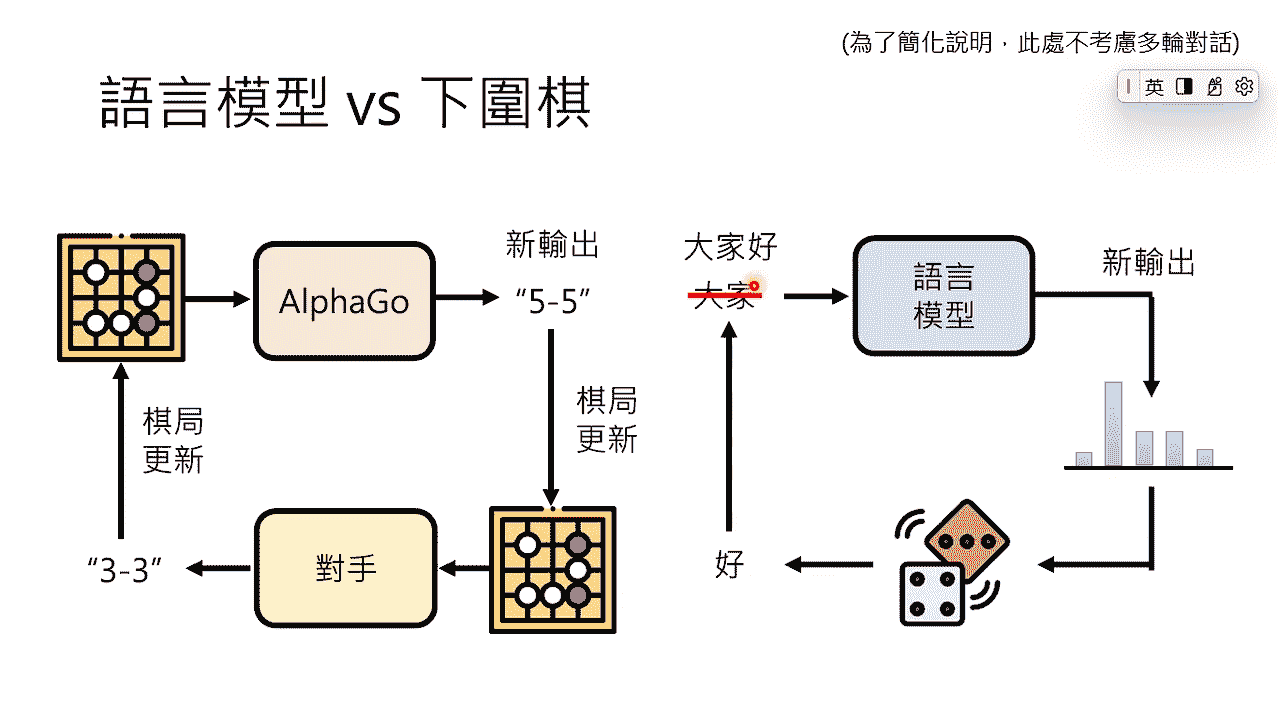 (為了簡化說明，此處不考慮多輪對話)
英
語言模型 vs 下圍棋
AlphaGo
新輸出
“5-5”
棋局
更新
對手
“3-3”
棋局
更新
大家好
大家
語言
模型
新輸出
好